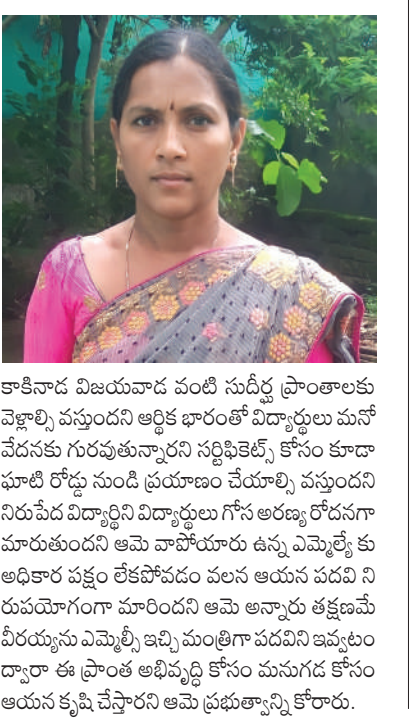 కాకినాడ విజయవాడ వంటి సుదీర్ఘ ప్రాంతాలకు
వెళ్లాల్సి వస్తుందని ఆర్థిక భారంతో విద్యార్థులు మనో
వేదనకు గురవుతున్నారని సర్టిఫికెట్స్ కోసం కూడా
ఘాటి రోడ్డు నుండి ప్రయాణం చేయాల్సి వస్తుందని
నిరుపేద విద్యార్థిని విద్యార్థులు గోస అరణ్య రోదనగా
మారుతుందని ఆమె వాపోయారు ఉన్న ఎమ్మెల్యే కు
అధికార పక్షం లేకపోవడం వలన ఆయన పదవి ని
రుపయోగంగా మారిందని ఆమె అన్నారు తక్షణమే
వీరయ్యను ఎమ్మెల్సీ ఇచ్చి మంత్రిగా పదవిని ఇవ్వటం
ద్వారా ఈ ప్రాంత అభివృద్ధి కోసం మనుగడ కోసం
ఆయన కృషి చేస్తారని ఆమె ప్రభుత్వాన్ని కోరారు.